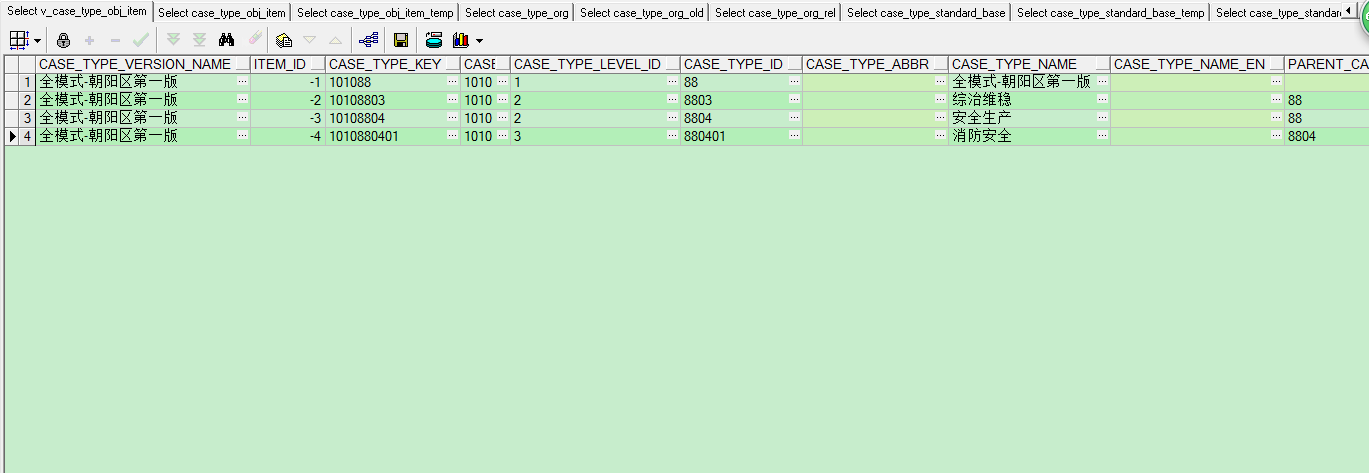 Select v_case_type_obj_item Select case_type_obj_item Select case_type_obj_item_temp Select case_type_org Select case_type_org_old Select case_type_org_rel Select case_type_standard_base Select case_type_standard_base_temp Select case_type_standard
CASE_TYPE_VERSION_NAME ITEM_ID CASE_TYPE_KEY CASE CASE_TYPE_LEVEL_ID CASE_TYPE_ID CASE_TYPE_ABBR CASE_TYPE_NAME CASE_TYPE_NAME_EN PARENT_CA
1 全模式-朝阳区第一版 ... -1 101088 ... 1010 ... 1 ... 88 ... ... 全模式-朝阳区第一版 ... ...
2 全模式-朝阳区第一版 ... -2 10108803 ... 1010 ... 2 ... 8803 ... ... 综治维稳 ... ... 88
3 全模式-朝阳区第一版 ... -3 10108804 ... 1010 ... 2 ... 8804 ... ... 安全生产 ... ... 88
4 全模式-朝阳区第一版 ... -4 1010880401 ... 1010 ... 3 ... 880401 ... ... 消防安全 ... ... 8804